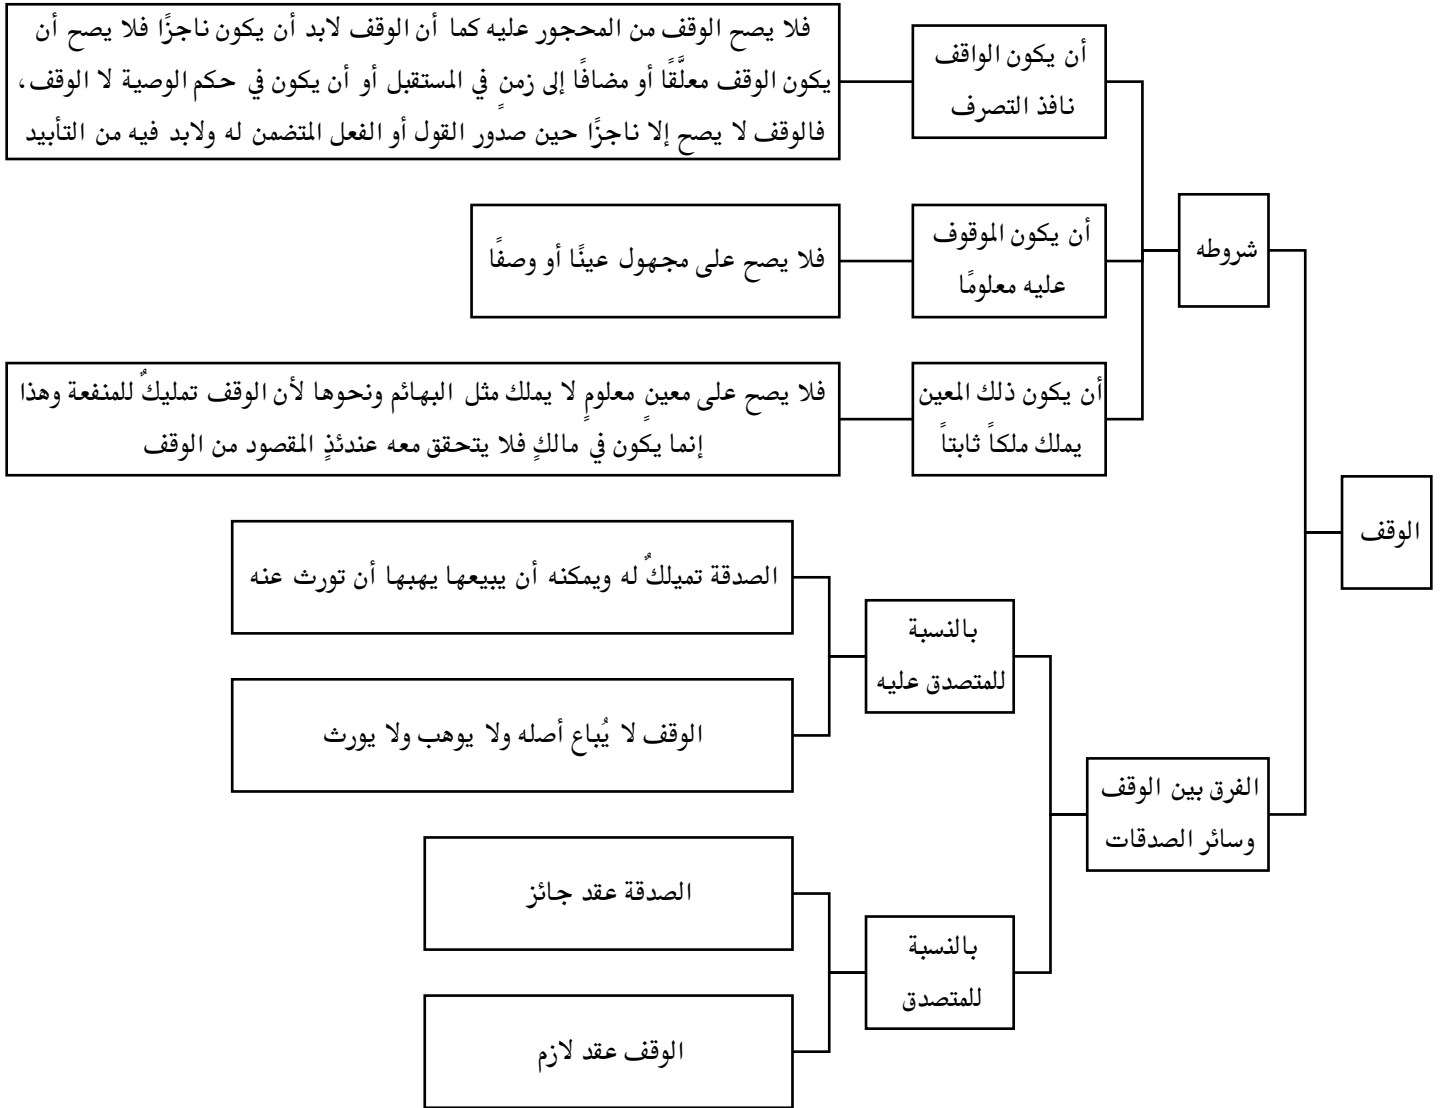 الوقف
شروطه
أن يكون الواقف
نافذ التصرف
فلا يصح الوقف من المحجور عليه كما أن الوقف لابد أن يكون ناجزًا فلا يصح أن
يكون الوقف معلَّقًا أو مضافًا إلى زمنٍ في المستقبل أو أن يكون في حكم الوصية لا الوقف،
فالوقف لا يصح إلا ناجزًا حين صدور القول أو الفعل المتضمن له ولابد فيه من التأبيد
أن يكون الموقوف
عليه معلومًا
فلا يصح على مجهول عينًا أو وصفًا
أن يكون ذلك المعين
يملك ملكاً ثابتاً
فلا يصح على معينٍ معلومٍ لا يملك مثل البهائم ونحوها لأن الوقف تمليكٌ للمنفعة وهذا
إنما يكون في مالكٍ فلا يتحقق معه عندئذٍ المقصود من الوقف
الفرق بين الوقف
وسائر الصدقات
بالنسبة
للمتصدق عليه
الصدقة تميلكٌ له ويمكنه أن يبيعها يهبها أن تورث عنه
الوقف لا يُباع أصله ولا يوهب ولا يورث
بالنسبة
للمتصدق
الصدقة عقد جائز
الوقف عقد لازم